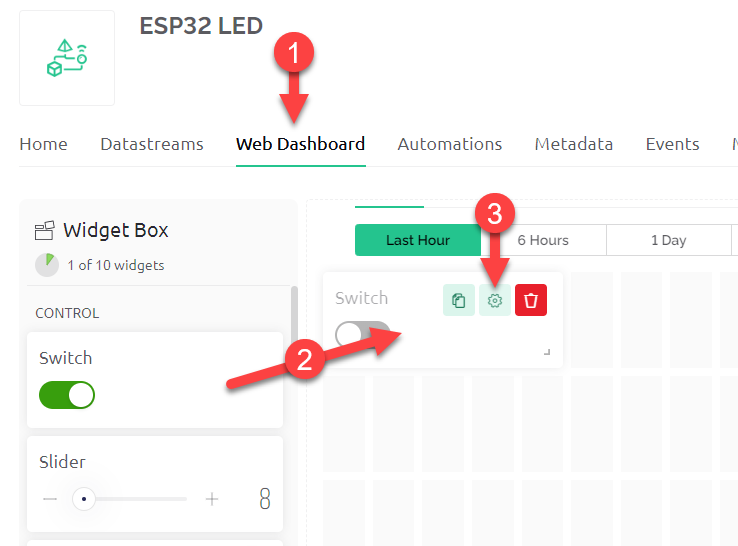 ESP32 LED
1
Home Datastreams Web Dashboard Automations Metadata Events
3
Widget Box
Last Hour 6 Hours 1 Day
1 of 10 widgets
CONTROL
Switch
Switch
2
Slider
8